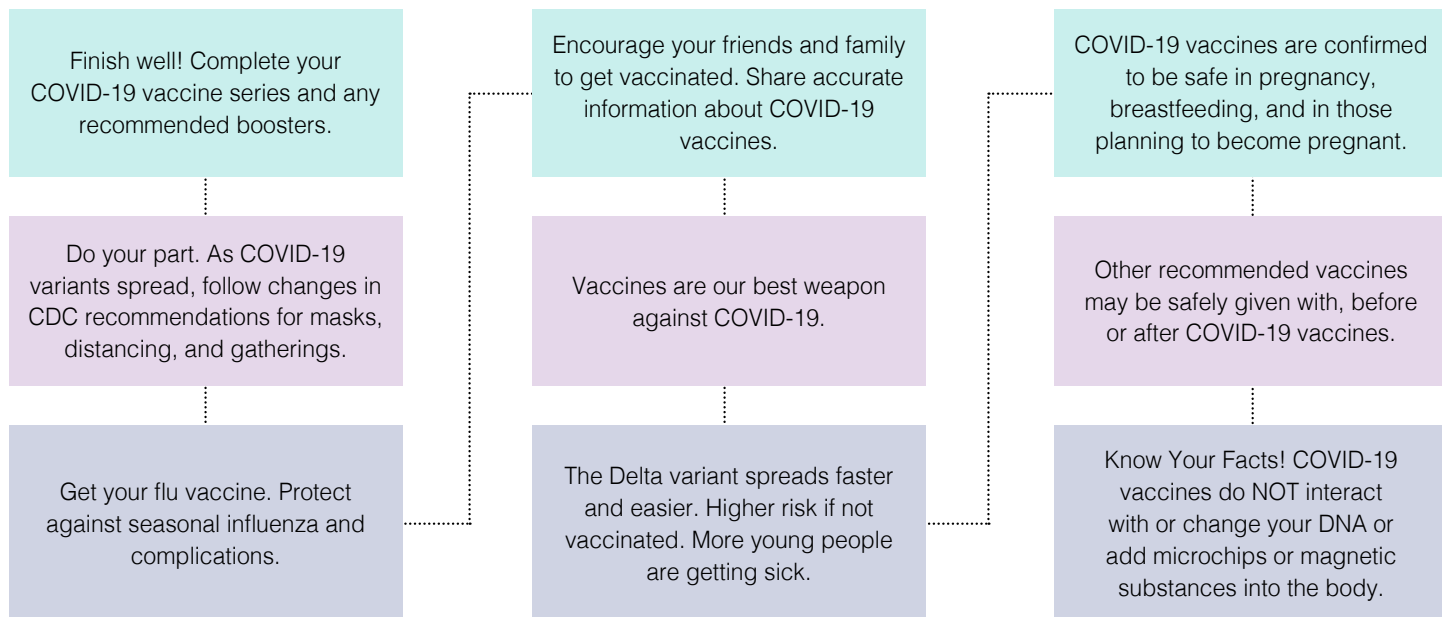 Finish well! Complete your
COVID-19 vaccine series and any
recommended boosters.
Do your part. As COVID-19
variants spread, follow changes in
CDC recommendations for masks,
distancing, and gatherings.
Get your flu vaccine. Protect
against seasonal influenza and
complications.
Encourage your friends and family
to get vaccinated. Share accurate
information about COVID-19
vaccines.
Vaccines are our best weapon
against COVID-19.
The Delta variant spreads faster
and easier. Higher risk if not
vaccinated. More young people
are getting sick.
COVID-19 vaccines are confirmed
to be safe in pregnancy,
breastfeeding, and in those
planning to become pregnant.
Other recommended vaccines
may be safely given with, before
or after COVID-19 vaccines.
Know Your Facts! COVID-19
vaccines do NOT interact
with or change your DNA or
add microchips or magnetic
substances into the body.